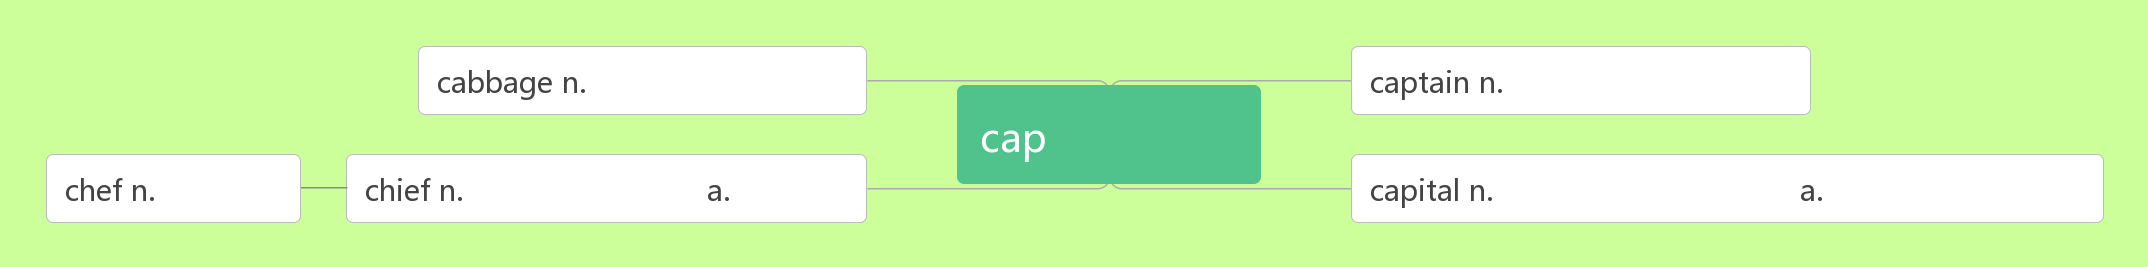 cabbage n.
captain n.
cap
chef n.
chief n. a.
capital n. a.